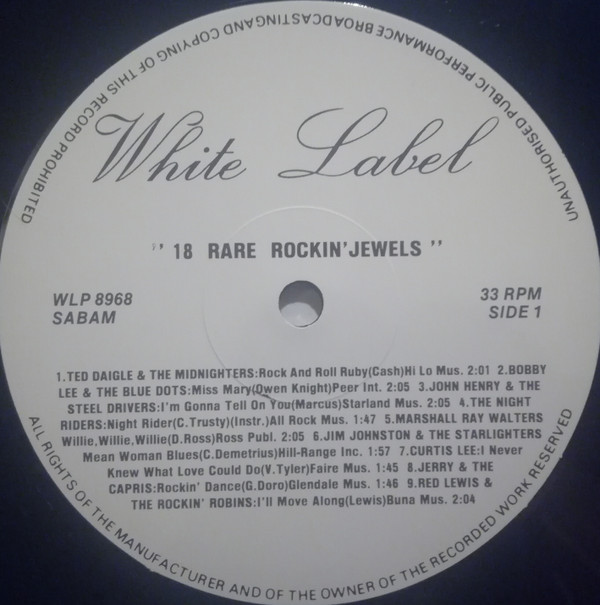 UNAUTHORISED PUBLIC PERFORMANCE BROADCASTING AND COPYING OF THIS RECORD PROHIBITED
White Label
'' 18 RARE ROCKIN'JEWELS ''
WLP 8968
SABAM
33 RPM
SIDE 1
1.TED DAIGLE & THE MIDNIGHTERS:Rock And Roll Ruby(Cash)Hi Lo Mus. 2:01 2.BOBBY
LEE & THE BLUE DOTS:Miss Mary(Owen Knight)Peer Int. 2:05 3.JOHN HENRY & THE
STEEL DRIVERS:I'm Gonna Tell On You(Marcus)Starland Mus. 2:05 4.THE NIGHT
RIDERS:Night Rider(C.Trusty)(Instr.)All Rock Mus. 1:47 5.MARSHALL RAY WALTERS
Willie,Willie,Willie(D.Ross)Ross Publ. 2:05 6.JIM JOHNSTON & THE STARLIGHTERS
Mean Woman Blues(C.Demetrius)Hill-Range Inc. 1:57 7.CURTIS LEE:I Never
Knew What Love Could Do(V.Tyler)Faire Mus. 1:45 8.JERRY & THE
CAPRIS:Rockin' Dance(G.Doro)Glendale Mus. 1:46 9.RED LEWIS &
THE ROCKIN' ROBINS:I'll Move Along(Lewis)Buna Mus. 2:04
ALL RIGHTS OF THE MANUFACTURER AND OF THE OWNER OF THE RECORDED WORK RESERVED